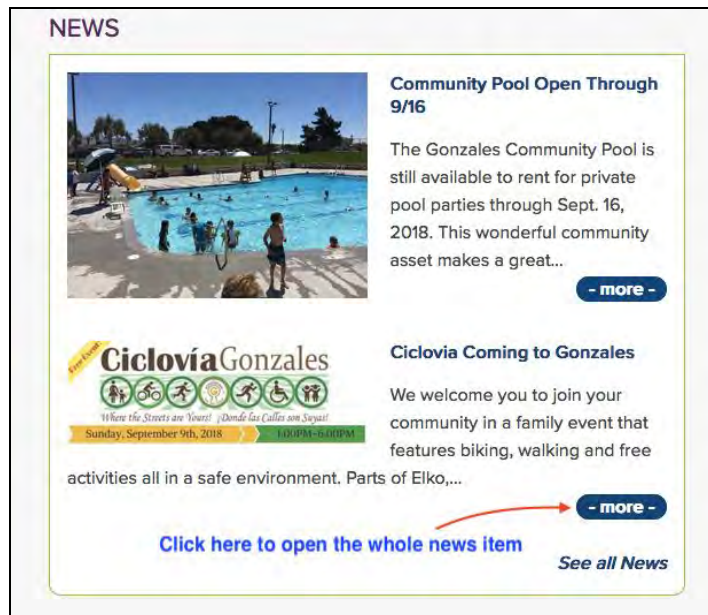 NEWS
Community Pool Open Through
9/16
The Gonzales Community Pool is
still available to rent for private
pool parties through Sept. 16,
2018. This wonderful community
asset makes a great...
- more -
Free Event
Ciclovía Gonzales
Where the Streets are Yours! ¡Donde las Calles son Suyas!
Sunday, September 9th, 2018 1:00PM-6:00PM
Ciclovia Coming to Gonzales
We welcome you to join your
community in a family event that
features biking, walking and free
activities all in a safe environment. Parts of Elko,...
- more -
Click here to open the whole news item
See all News